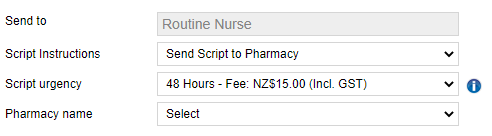 Send to Routine Nurse
Script Instructions Send Script to Pharmacy
Script urgency 48 Hours - Fee: NZ$15.00 (Incl. GST) i
Pharmacy name Select